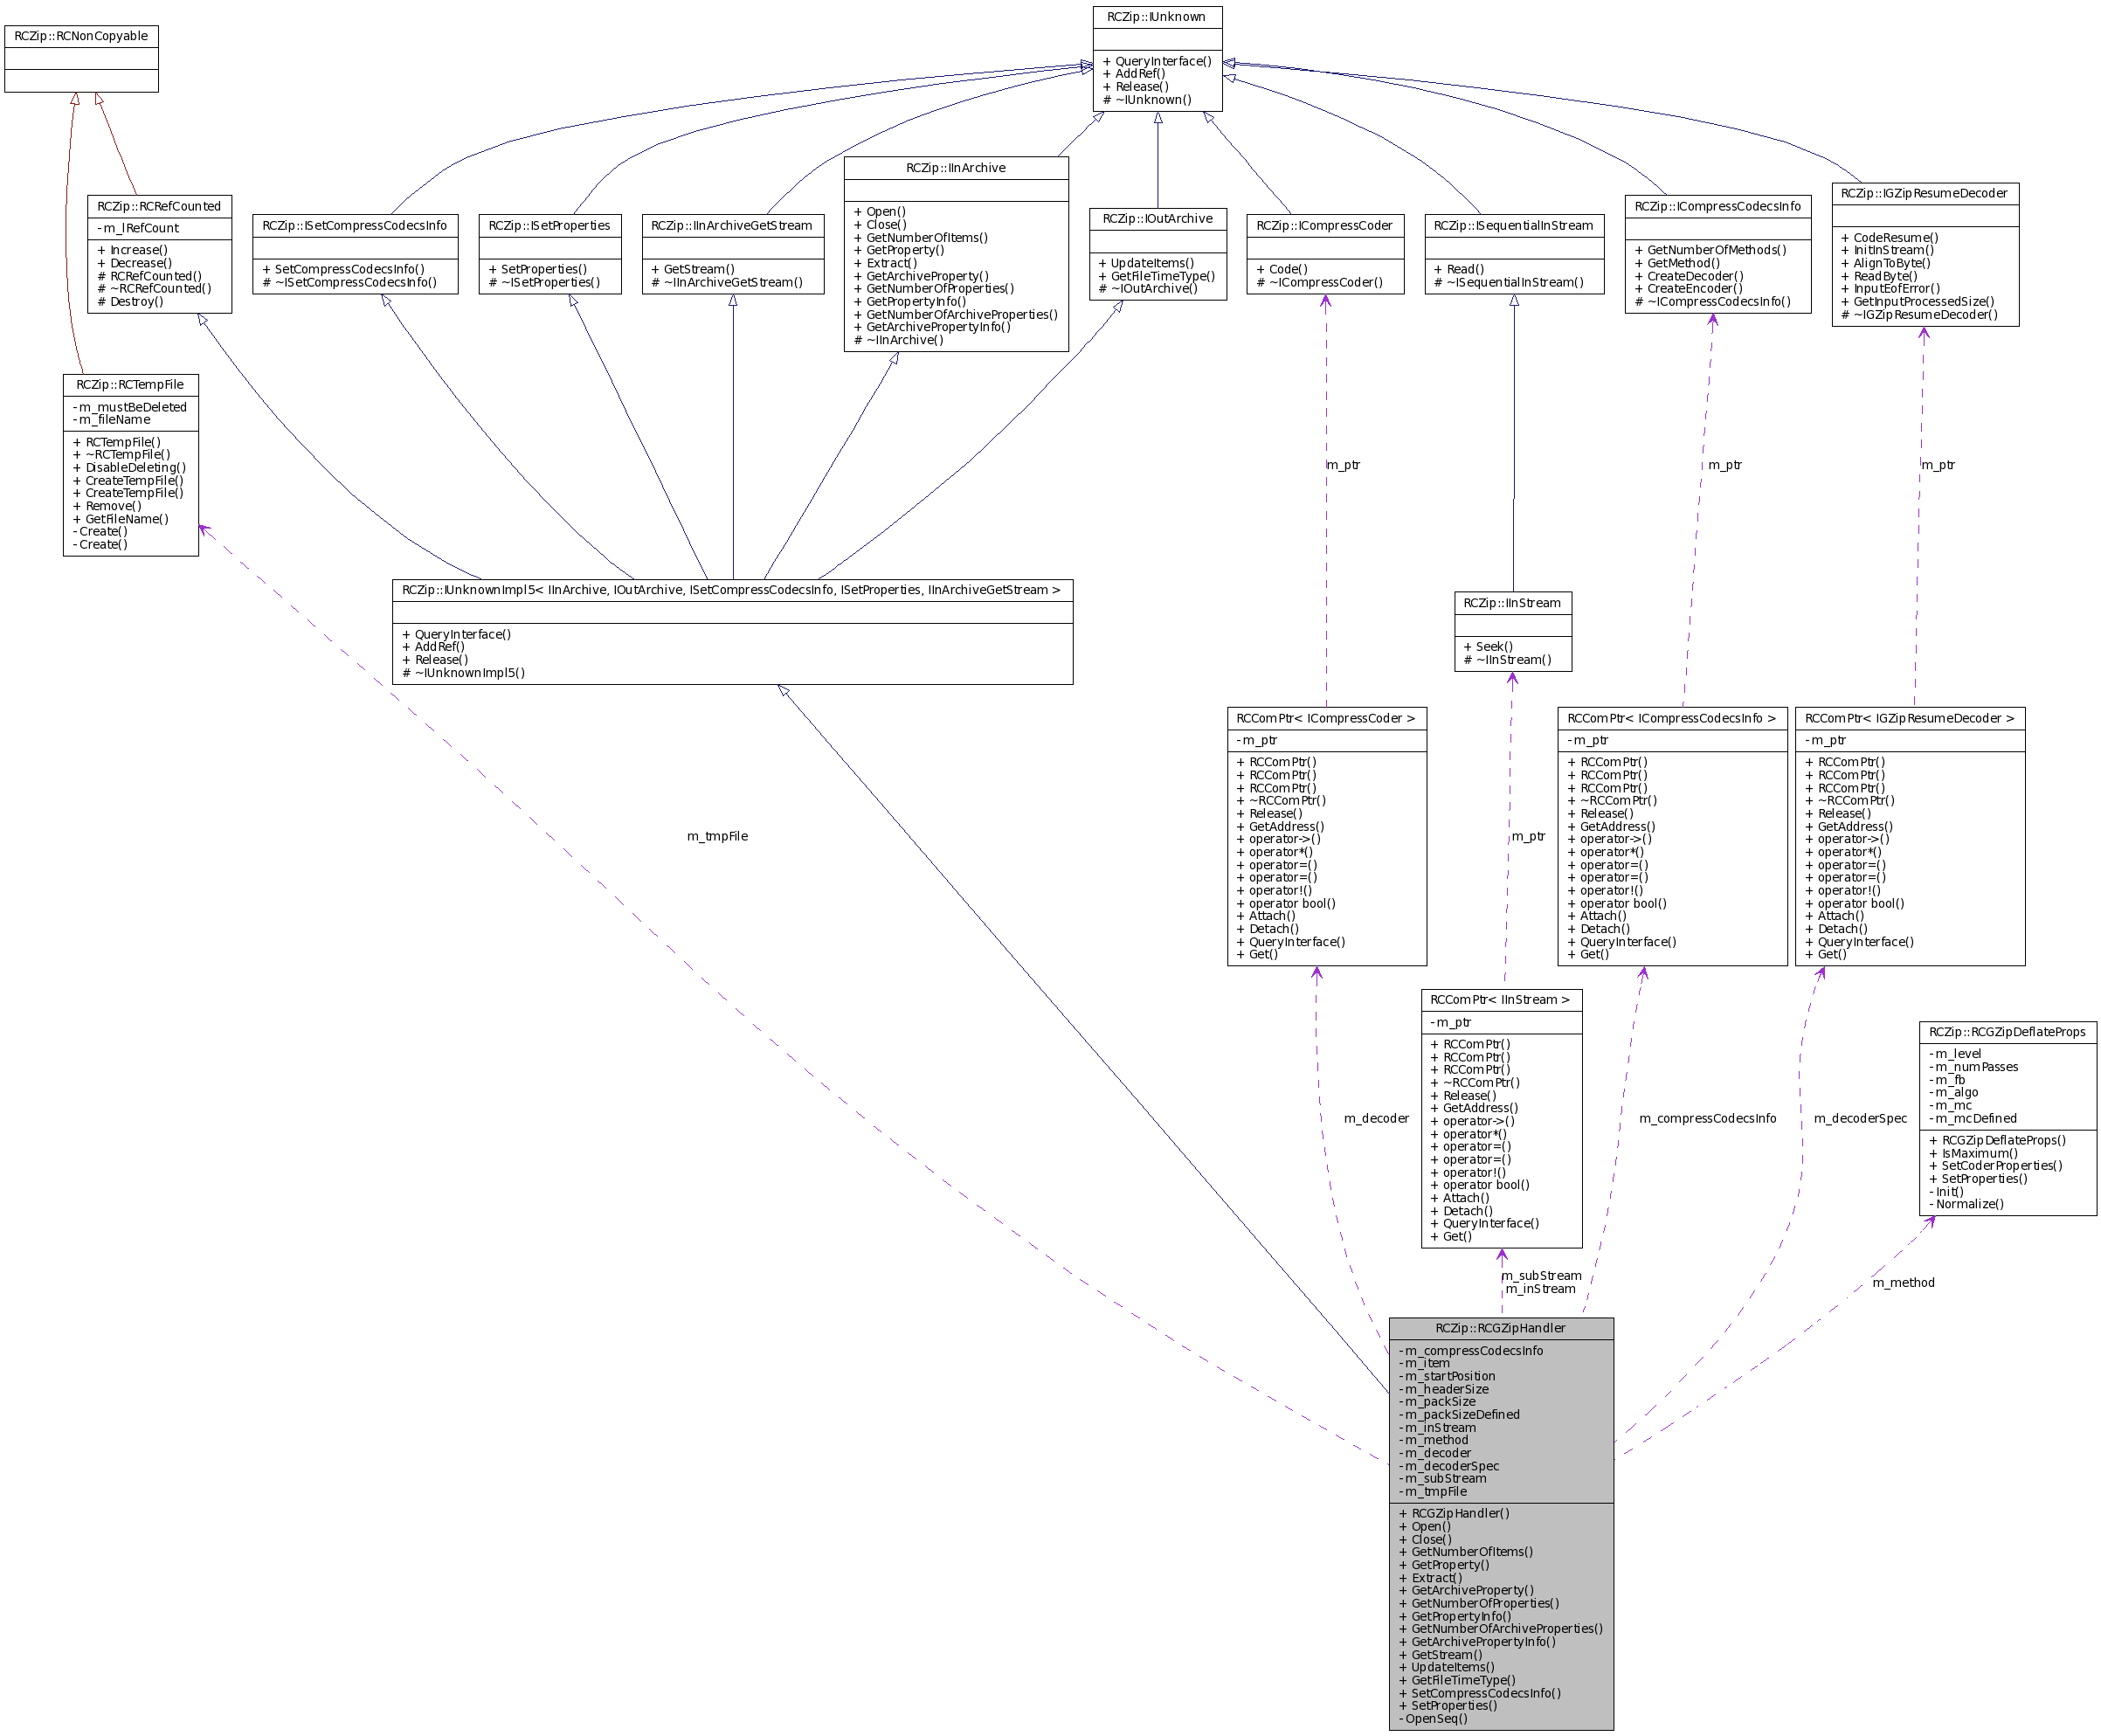 RCZip::IUnknown
+ QueryInterface()
+ AddRef()
+ Release()
# ~IUnknown()
RCZip::RCNonCopyable
RCZip::RCRefCounted
- m_lRefCount
+ Increase()
+ Decrease()
# RCRefCounted()
# ~RCRefCounted()
# Destroy()
RCZip::ISetCompressCodecsInfo
+ SetCompressCodecsInfo()
# ~ISetCompressCodecsInfo()
RCZip::ISetProperties
+ SetProperties()
# ~ISetProperties()
RCZip::IInArchiveGetStream
+ GetStream()
# ~IInArchiveGetStream()
RCZip::IInArchive
+ Open()
+ Close()
+ GetNumberOfItems()
+ GetProperty()
+ Extract()
+ GetArchiveProperty()
+ GetNumberOfProperties()
+ GetPropertyInfo()
+ GetNumberOfArchiveProperties()
+ GetArchivePropertyInfo()
# ~IInArchive()
RCZip::IOutArchive
+ UpdateItems()
+ GetFileTimeType()
# ~IOutArchive()
RCZip::ICompressCoder
+ Code()
# ~ICompressCoder()
RCZip::ISequentialInStream
+ Read()
# ~ISequentialInStream()
RCZip::ICompressCodecsInfo
+ GetNumberOfMethods()
+ GetMethod()
+ CreateDecoder()
+ CreateEncoder()
# ~ICompressCodecsInfo()
RCZip::IGZipResumeDecoder
+ CodeResume()
+ InitInStream()
+ AlignToByte()
+ ReadByte()
+ InputEofError()
+ GetInputProcessedSize()
# ~IGZipResumeDecoder()
RCZip::RCTempFile
- m_mustBeDeleted
- m_fileName
+ RCTempFile()
+ ~RCTempFile()
+ DisableDeleting()
+ CreateTempFile()
+ CreateTempFile()
+ Remove()
+ GetFileName()
- Create()
- Create()
m_ptr
m_ptr
m_ptr
RCZip::IUnknownImpl5< IInArchive, IOutArchive, ISetCompressCodecsInfo, ISetProperties, IInArchiveGetStream >
+ QueryInterface()
+ AddRef()
+ Release()
# ~IUnknownImpl5()
RCZip::IInStream
+ Seek()
# ~IInStream()
RCComPtr< ICompressCoder >
- m_ptr
+ RCComPtr()
+ RCComPtr()
+ RCComPtr()
+ ~RCComPtr()
+ Release()
+ GetAddress()
+ operator->()
+ operator*()
+ operator=()
+ operator=()
+ operator!()
+ operator bool()
+ Attach()
+ Detach()
+ QueryInterface()
+ Get()
RCComPtr< ICompressCodecsInfo >
- m_ptr
+ RCComPtr()
+ RCComPtr()
+ RCComPtr()
+ ~RCComPtr()
+ Release()
+ GetAddress()
+ operator->()
+ operator*()
+ operator=()
+ operator=()
+ operator!()
+ operator bool()
+ Attach()
+ Detach()
+ QueryInterface()
+ Get()
RCComPtr< IGZipResumeDecoder >
- m_ptr
+ RCComPtr()
+ RCComPtr()
+ RCComPtr()
+ ~RCComPtr()
+ Release()
+ GetAddress()
+ operator->()
+ operator*()
+ operator=()
+ operator=()
+ operator!()
+ operator bool()
+ Attach()
+ Detach()
+ QueryInterface()
+ Get()
m_tmpFile
m_ptr
RCComPtr< IInStream >
- m_ptr
+ RCComPtr()
+ RCComPtr()
+ RCComPtr()
+ ~RCComPtr()
+ Release()
+ GetAddress()
+ operator->()
+ operator*()
+ operator=()
+ operator=()
+ operator!()
+ operator bool()
+ Attach()
+ Detach()
+ QueryInterface()
+ Get()
RCZip::RCGZipDeflateProps
- m_level
- m_numPasses
- m_fb
- m_algo
- m_mc
- m_mcDefined
+ RCGZipDeflateProps()
+ IsMaximum()
+ SetCoderProperties()
+ SetProperties()
- Init()
- Normalize()
m_decoder
m_compressCodecsInfo
m_decoderSpec
m_subStream
m_inStream
m_method
RCZip::RCGZipHandler
- m_compressCodecsInfo
- m_item
- m_startPosition
- m_headerSize
- m_packSize
- m_packSizeDefined
- m_inStream
- m_method
- m_decoder
- m_decoderSpec
- m_subStream
- m_tmpFile
+ RCGZipHandler()
+ Open()
+ Close()
+ GetNumberOfItems()
+ GetProperty()
+ Extract()
+ GetArchiveProperty()
+ GetNumberOfProperties()
+ GetPropertyInfo()
+ GetNumberOfArchiveProperties()
+ GetArchivePropertyInfo()
+ GetStream()
+ UpdateItems()
+ GetFileTimeType()
+ SetCompressCodecsInfo()
+ SetProperties()
- OpenSeq()